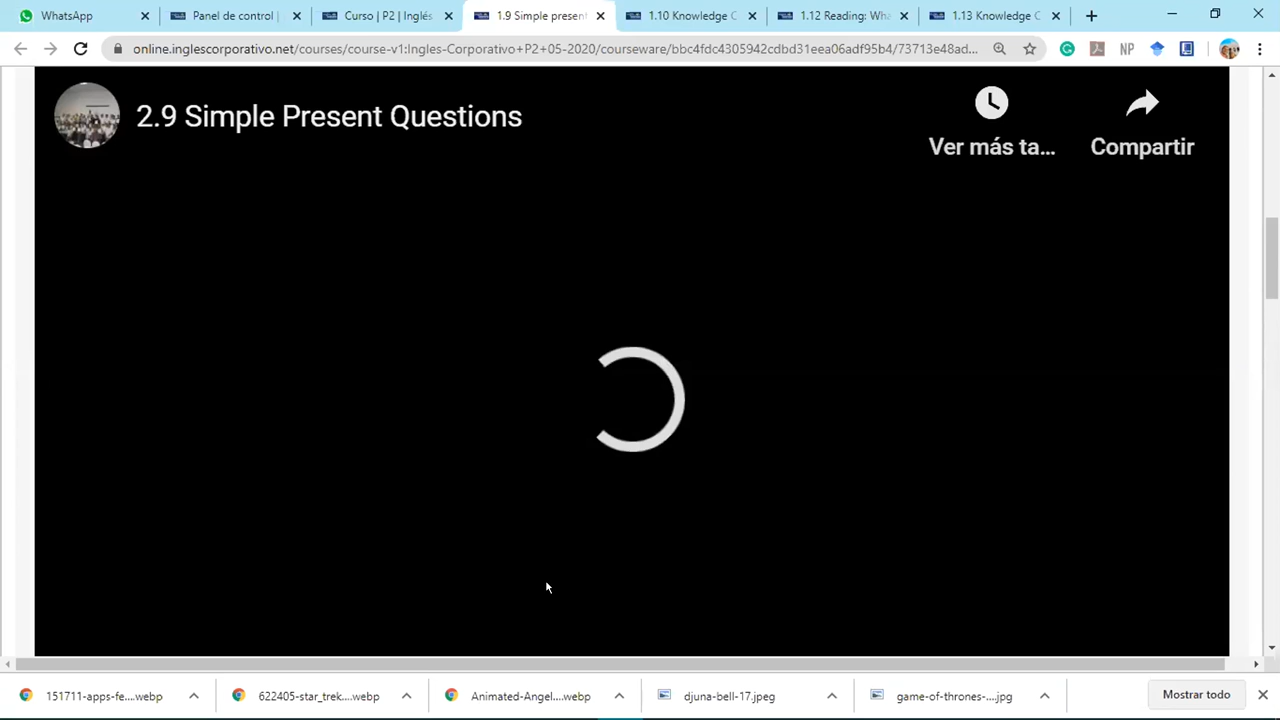 WhatsApp
Panel de control |
Curso | P2 | Inglés
1.9 Simple present
1.10 Knowledge C
1.12 Reading: Wha
1.13 Knowledge C
online.inglescorporativo.net/courses/course-v1:Ingles-Corporativo+P2+05-2020/courseware/bbc4fdc4305942cdbd31eea06adf95b4/73713e48ad...
NP
2.9 Simple Present Questions
Ver más ta...
Compartir
151711-apps-fe....webp
622405-star_trek....webp
Animated-Angel....webp
djuna-bell-17.jpeg
game-of-thrones-....jpg
Mostrar todo